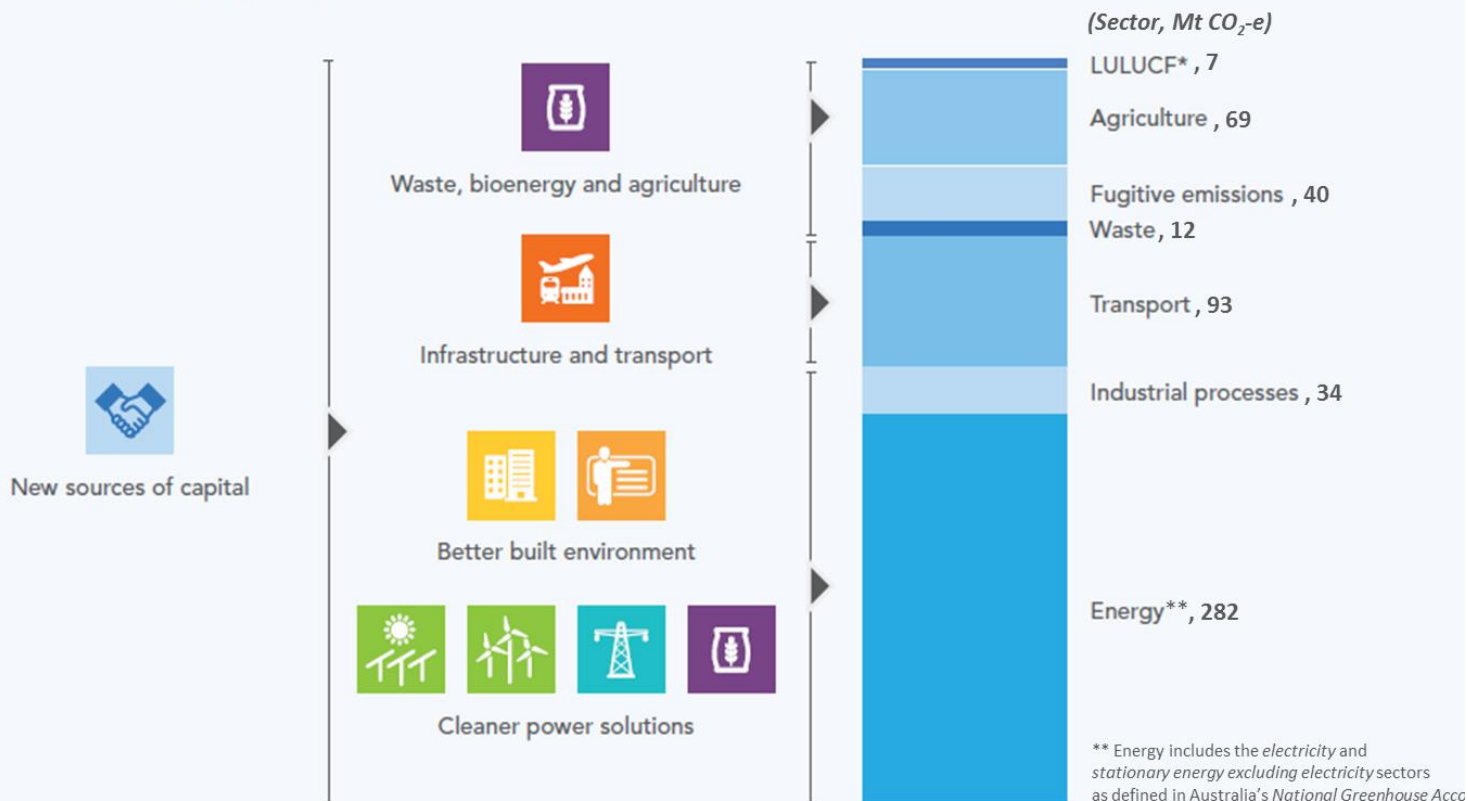 (Sector, Mt CO₂-e)
LULUCF* , 7
Agriculture , 69
Waste, bioenergy and agriculture
Fugitive emissions , 40
Waste , 12
Transport , 93
Infrastructure and transport
Industrial processes , 34
New sources of capital
Better built environment
Energy**, 282
Cleaner power solutions
** Energy includes the electricity and
stationary energy excluding electricity sectors
as defined in Australia's National Greenhouse